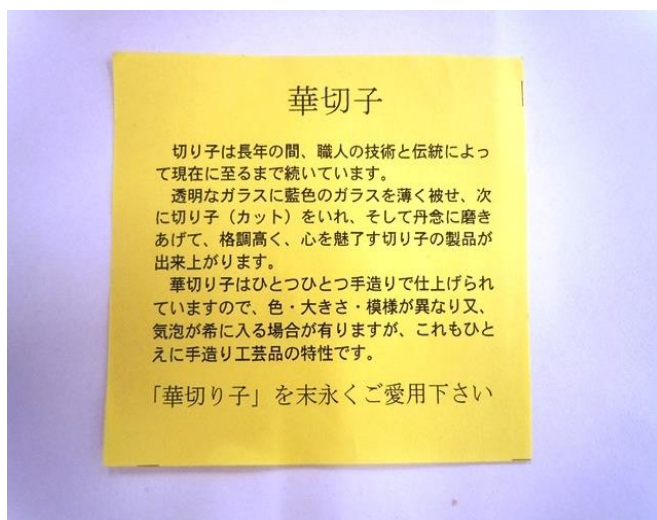 華切子
切り子は長年の間、職人の技術と伝統によっ
て現在に至るまで続いています。
透明なガラスに藍色のガラスを薄く被せ、次
に切り子（カット）をいれ、そして丹念に磨き
あげて、格調高く、心を魅了す切り子の製品が
出来上がります。
華切り子はひとつひとつ手造りで仕上げられ
ていますので、色・大きさ・模様が異なり又、
気泡が希に入る場合が有りますが、これもひと
えに手造り工芸品の特性です。
「華切り子」を末永くご愛用下さい